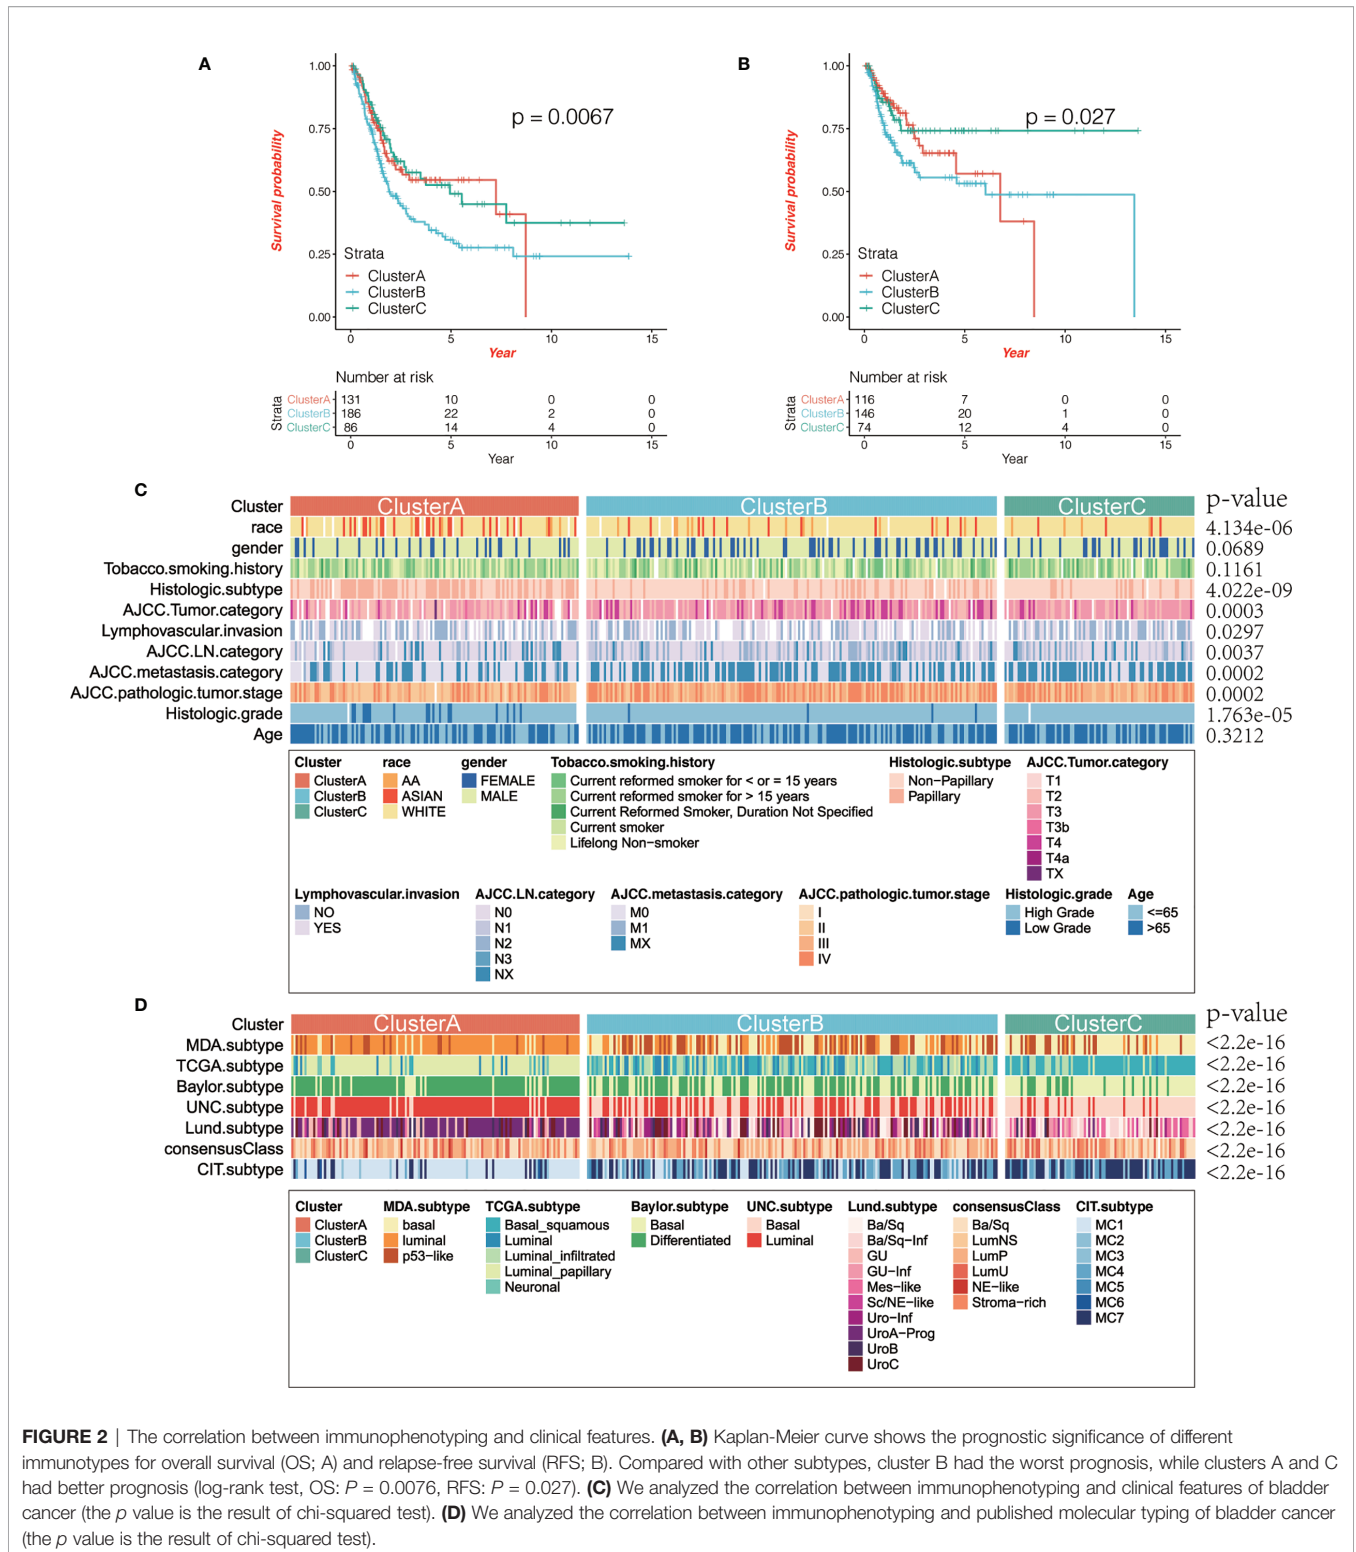 A
B
1.00
0.75
0.50
0.25
0.00
Survival probability
p = 0.0067
Strata
ClusterA
ClusterB
ClusterC
0 5 10 15
Year
Number at risk
Strata
ClusterA 131 10 0 0
ClusterB 186 22 2 0
ClusterC 86 14 4 0
0 5 10 15
Year
1.00
0.75
0.50
0.25
0.00
Survival probability
p = 0.027
Strata
ClusterA
ClusterB
ClusterC
0 5 10 15
Year
Number at risk
Strata
ClusterA 116 7 0 0
ClusterB 146 20 1 0
ClusterC 74 12 4 0
0 5 10 15
Year
C
Cluster ClusterA ClusterB ClusterC p-value
race 4.134e-06
gender 0.0689
Tobacco.smoking.history 0.1161
Histologic.subtype 4.022e-09
AJCC.Tumor.category 0.0003
Lymphovascular.invasion 0.0297
AJCC.LN.category 0.0037
AJCC.metastasis.category 0.0002
AJCC.pathologic.tumor.stage 0.0002
Histologic.grade 1.763e-05
Age 0.3212
Cluster
ClusterA
ClusterB
ClusterC
race
AA
ASIAN
WHITE
gender
FEMALE
MALE
Tobacco.smoking.history
Current reformed smoker for < or = 15 years
Current reformed smoker for > 15 years
Current Reformed Smoker, Duration Not Specified
Current smoker
Lifelong Non-smoker
Histologic.subtype
Non-Papillary
Papillary
AJCC.Tumor.category
T1
T2
T3
T3b
T4
T4a
TX
Lymphovascular.invasion
NO
YES
AJCC.LN.category
N0
N1
N2
N3
NX
AJCC.metastasis.category
M0
M1
MX
AJCC.pathologic.tumor.stage
I
II
III
IV
Histologic.grade
High Grade
Low Grade
Age
<=65
>65
D
Cluster ClusterA ClusterB ClusterC p-value
MDA.subtype <2.2e-16
TCGA.subtype <2.2e-16
Baylor.subtype <2.2e-16
UNC.subtype <2.2e-16
Lund.subtype <2.2e-16
consensusClass <2.2e-16
CIT.subtype <2.2e-16
Cluster
ClusterA
ClusterB
ClusterC
MDA.subtype
basal
luminal
p53-like
TCGA.subtype
Basal_squamous
Luminal
Luminal_infiltrated
Luminal_papillary
Neuronal
Baylor.subtype
Basal
Differentiated
UNC.subtype
Basal
Luminal
Lund.subtype
Ba/Sq
Ba/Sq-Inf
GU
GU-Inf
Mes-like
Sc/NE-like
Uro-Inf
UroA-Prog
UroB
UroC
consensusClass
Ba/Sq
LumNS
LumP
LumU
NE-like
Stroma-rich
CIT.subtype
MC1
MC2
MC3
MC4
MC5
MC6
MC7
FIGURE 2 | The correlation between immunophenotyping and clinical features. (A, B) Kaplan-Meier curve shows the prognostic significance of different
immunotypes for overall survival (OS; A) and relapse-free survival (RFS; B). Compared with other subtypes, cluster B had the worst prognosis, while clusters A and C
had better prognosis (log-rank test, OS: P = 0.0076, RFS: P = 0.027). (C) We analyzed the correlation between immunophenotyping and clinical features of bladder
cancer (the p value is the result of chi-squared test). (D) We analyzed the correlation between immunophenotyping and published molecular typing of bladder cancer
(the p value is the result of chi-squared test).